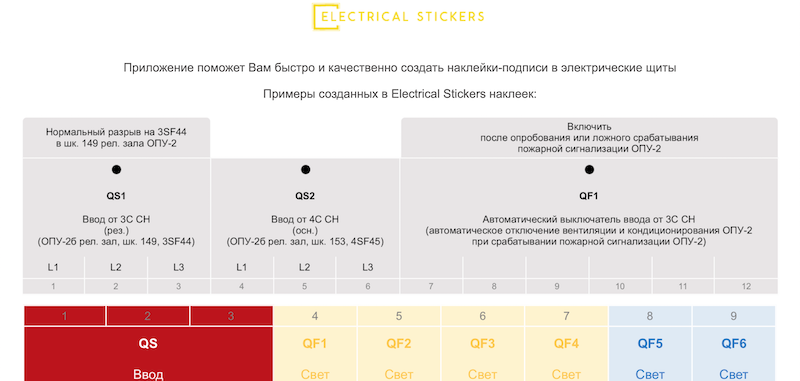 ELECTRICAL STICKERS
Приложение поможет Вам быстро и качественно создать наклейки-подписи в электрические щиты
Примеры созданных в Electrical Stickers наклеек:
Нормальный разрыв на 3SF44
в шк. 149 рел. зала ОПУ-2
Включить
после опробования или ложного срабатывания
пожарной сигнализации ОПУ-2
QS1 QS2 QF1
Ввод от 3С СН Ввод от 4С СН Автоматический выключатель ввода от 3С СН
(рез.) (осн.) (автоматическое отключение вентиляции и кондиционирования ОПУ-2
(ОПУ-2б рел. зал, шк. 149, 3SF44) (ОПУ-2б рел. зал, шк. 153, 4SF45) при срабатывании пожарной сигнализации ОПУ-2)
L1 L2 L3 L1 L2 L3
1 2 3 4 5 6 7 8 9 10 11 12
1 2 3 4 5 6 7 8 9
QS QF1 QF2 QF3 QF4 QF5 QF6
Ввод Свет Свет Свет Свет Свет Свет